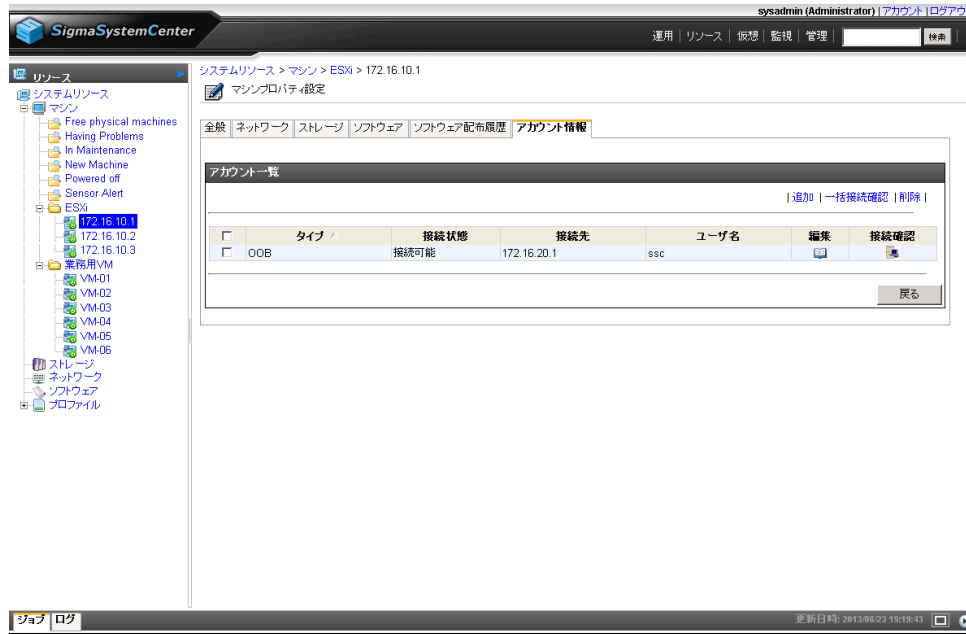 sysadmin (Administrator) | アカウント | ログアウ
SigmaSystemCenter
運用 | リソース | 仮想 | 監視 | 管理 |
検索
リソース
システムリソース
マシン
Free physical machines
Having Problems
In Maintenance
New Machine
Powered off
Sensor Alert
ESXi
172.16.10.1
172.16.10.2
172.16.10.3
業務用VM
VM-01
VM-02
VM-03
VM-04
VM-05
VM-06
ストレージ
ネットワーク
ソフトウェア
プロファイル
システムリソース > マシン > ESXi > 172.16.10.1
マシンプロパティ設定
全般 ネットワーク ストレージ ソフトウェア ソフトウェア配布履歴 アカウント情報
アカウント一覧
| 追加 | 一括接続確認 | 削除 |
タイプ 接続状態 接続先 ユーザ名 編集 接続確認
OOB 接続可能 172.16.20.1 ssc
戻る
ジョブ ログ
更新日時: 2013/08/23 19:19:43